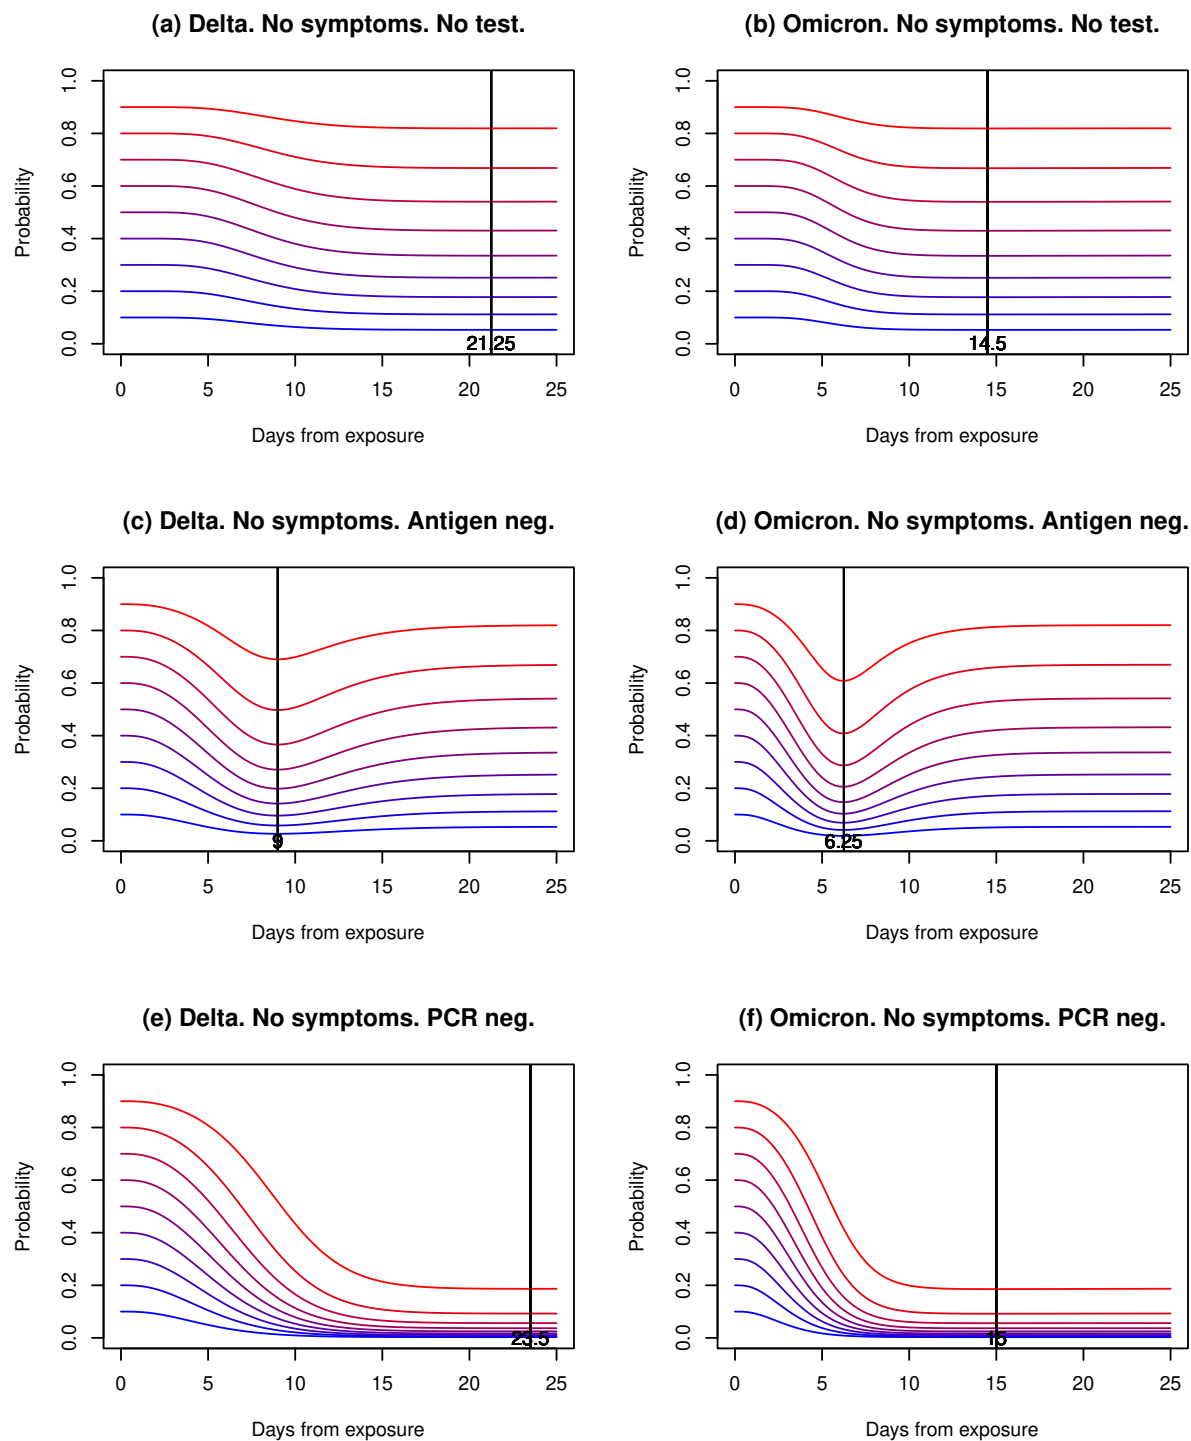 (a) Delta. No symptoms. No test.
Probability
0.0 0.2 0.4 0.6 0.8 1.0
21.25
0 5 10 15 20 25
Days from exposure
(b) Omicron. No symptoms. No test.
Probability
0.0 0.2 0.4 0.6 0.8 1.0
14.5
0 5 10 15 20 25
Days from exposure
(c) Delta. No symptoms. Antigen neg.
Probability
0.0 0.2 0.4 0.6 0.8 1.0
9
0 5 10 15 20 25
Days from exposure
(d) Omicron. No symptoms. Antigen neg.
Probability
0.0 0.2 0.4 0.6 0.8 1.0
6.25
0 5 10 15 20 25
Days from exposure
(e) Delta. No symptoms. PCR neg.
Probability
0.0 0.2 0.4 0.6 0.8 1.0
23.5
0 5 10 15 20 25
Days from exposure
(f) Omicron. No symptoms. PCR neg.
Probability
0.0 0.2 0.4 0.6 0.8 1.0
15
0 5 10 15 20 25
Days from exposure